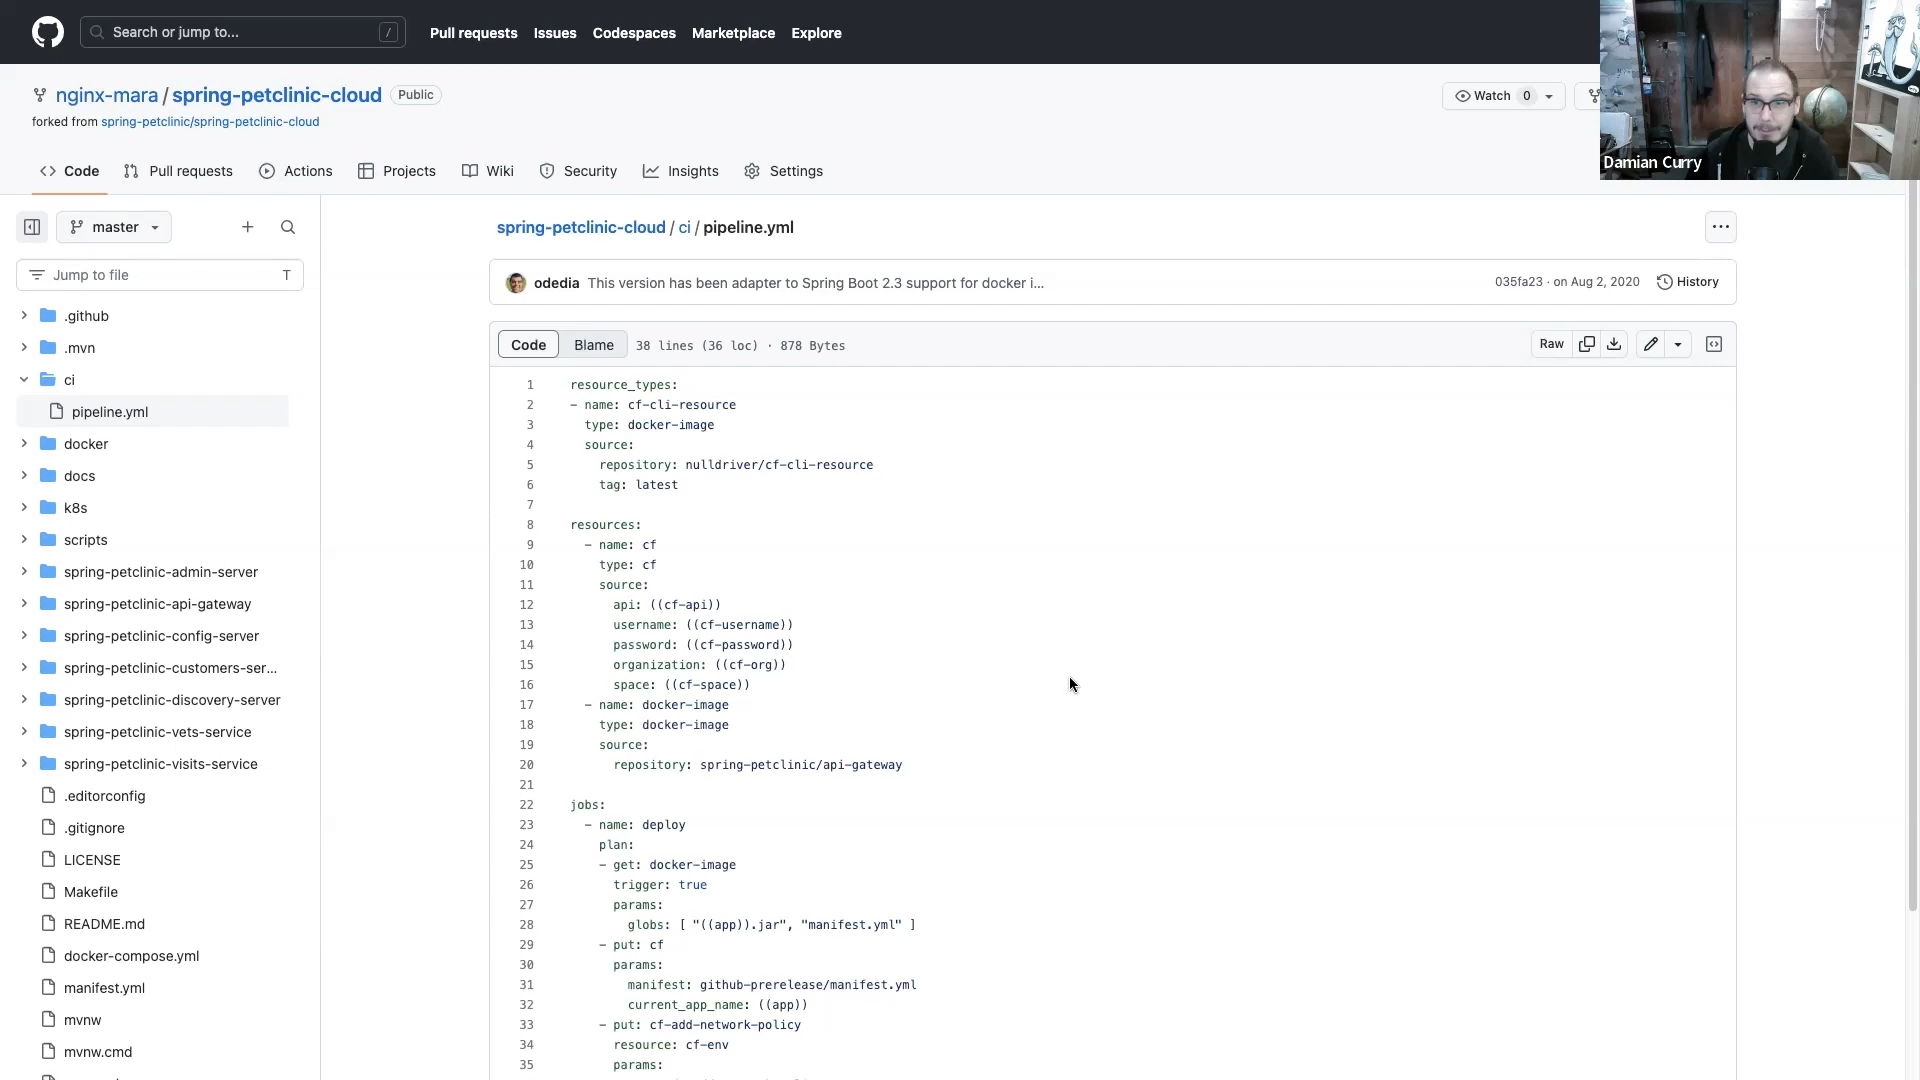 Search or jump to... /
Pull requests Issues Codespaces Marketplace Explore
nginx-mara / spring-petclinic-cloud Public
Watch 0
forked from spring-petclinic/spring-petclinic-cloud
Damian Curry
Code Pull requests Actions Projects Wiki Security Insights Settings
master
Jump to file T
.github
.mvn
ci
pipeline.yml
docker
docs
k8s
scripts
spring-petclinic-admin-server
spring-petclinic-api-gateway
spring-petclinic-config-server
spring-petclinic-customers-ser...
spring-petclinic-discovery-server
spring-petclinic-vets-service
spring-petclinic-visits-service
.editorconfig
.gitignore
LICENSE
Makefile
README.md
docker-compose.yml
manifest.yml
mvnw
mvnw.cmd
spring-petclinic-cloud / ci / pipeline.yml
odedia This version has been adapter to Spring Boot 2.3 support for docker i... 035fa23 · on Aug 2, 2020 History
Code Blame 38 lines (36 loc) · 878 Bytes Raw
1 resource_types:
2 - name: cf-cli-resource
3 type: docker-image
4 source:
5 repository: nulldriver/cf-cli-resource
6 tag: latest
7
8 resources:
9 - name: cf
10 type: cf
11 source:
12 api: ((cf-api))
13 username: ((cf-username))
14 password: ((cf-password))
15 organization: ((cf-org))
16 space: ((cf-space))
17 - name: docker-image
18 type: docker-image
19 source:
20 repository: spring-petclinic/api-gateway
21
22 jobs:
23 - name: deploy
24 plan:
25 - get: docker-image
26 trigger: true
27 params:
28 globs: [ "((app)).jar", "manifest.yml" ]
29 - put: cf
30 params:
31 manifest: github-prerelease/manifest.yml
32 current_app_name: ((app))
33 - put: cf-add-network-policy
34 resource: cf-env
35 params: